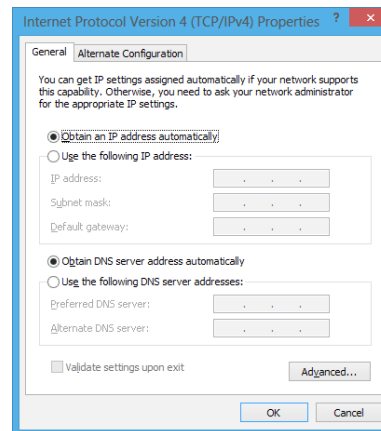 Internet Protocol Version 4 (TCP/IPv4) Properties ? ×
General Alternate Configuration
You can get IP settings assigned automatically if your network supports
this capability. Otherwise, you need to ask your network administrator
for the appropriate IP settings.
Obtain an IP address automatically
Use the following IP address:
IP address: . . .
Subnet mask: . . .
Default gateway: . . .
Obtain DNS server address automatically
Use the following DNS server addresses:
Preferred DNS server: . . .
Alternate DNS server: . . .
Validate settings upon exit
Advanced...
OK Cancel